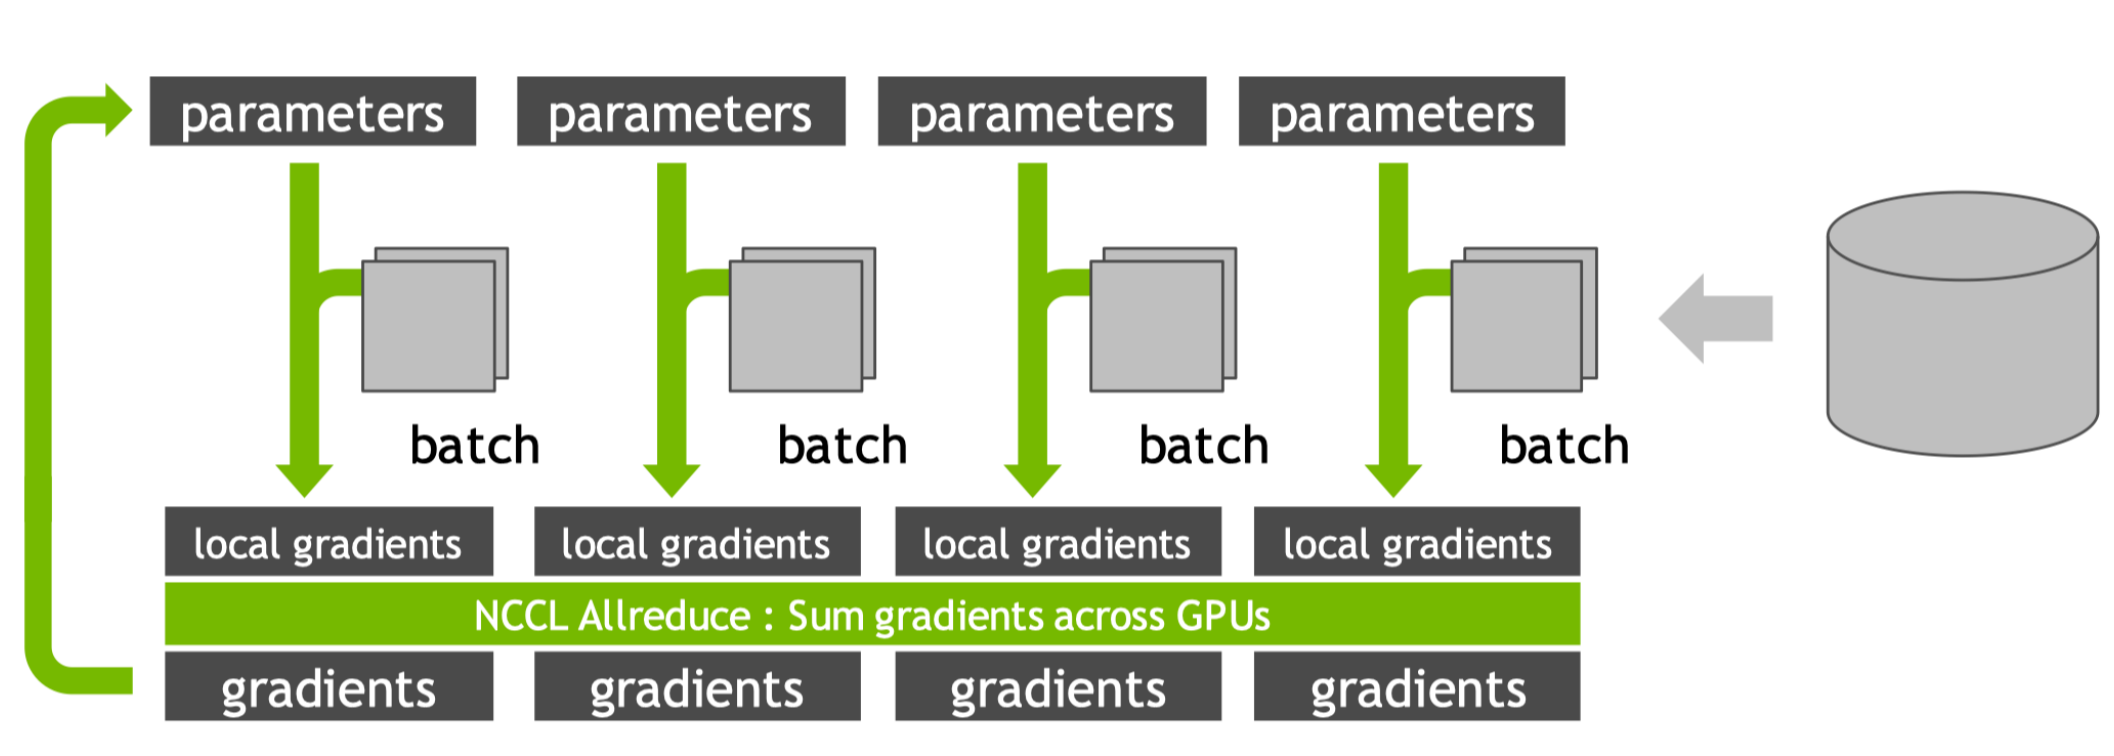 parameters parameters parameters parameters
batch batch batch batch
local gradients local gradients local gradients local gradients
NCCL Allreduce : Sum gradients across GPUs
gradients gradients gradients gradients